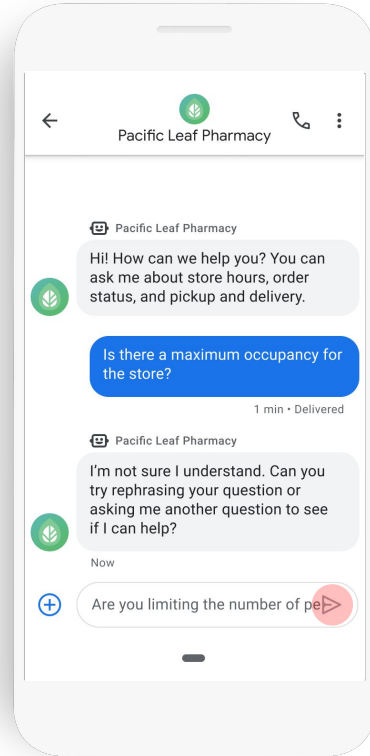 Pacific Leaf Pharmacy
Pacific Leaf Pharmacy
Hi! How can we help you? You can
ask me about store hours, order
status, and pickup and delivery.
Is there a maximum occupancy for
the store?
1 min • Delivered
Pacific Leaf Pharmacy
I'm not sure I understand. Can you
try rephrasing your question or
asking me another question to see
if I can help?
Now
Are you limiting the number of pe